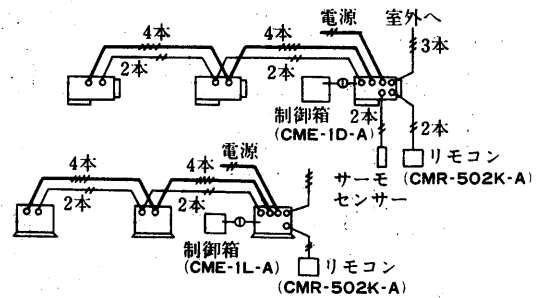 電源
室外へ
4本
4本
3本
2本
2本
制御箱
(CME-1D-A)
2本
2本
サーモ
センサー
リモコン
(CMR-502K-A)
電源
4本
4本
2本
2本
制御箱
(CME-1L-A)
リモコン
(CMR-502K-A)